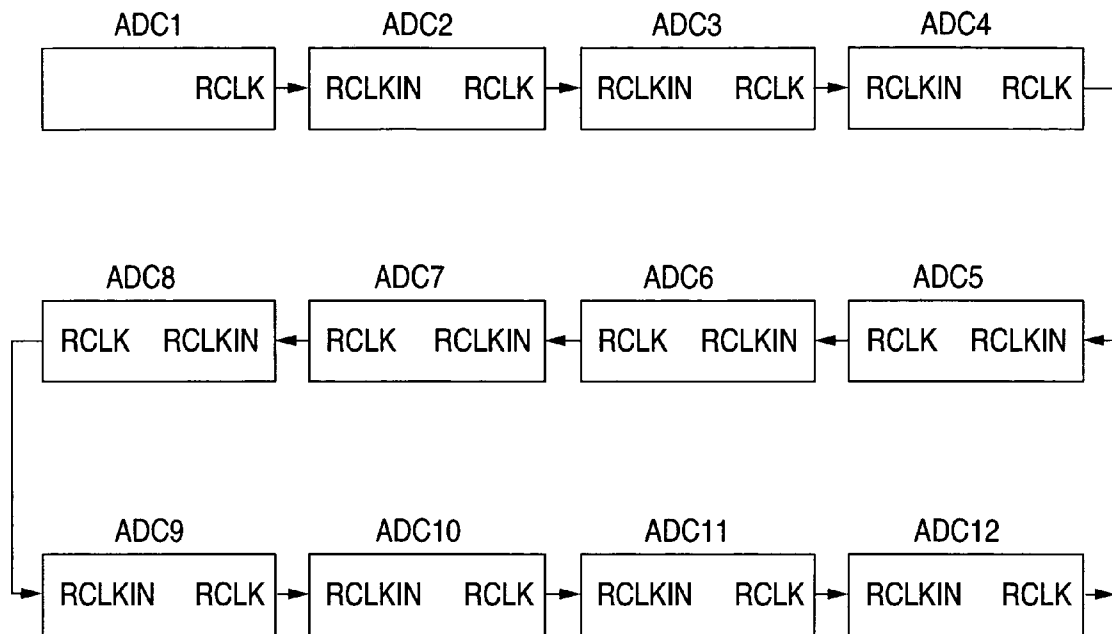 ADC1 ADC2 ADC3 ADC4
RCLK RCLKIN RCLK RCLKIN RCLK RCLKIN RCLK
ADC8 ADC7 ADC6 ADC5
RCLK RCLKIN RCLK RCLKIN RCLK RCLKIN RCLK RCLKIN
ADC9 ADC10 ADC11 ADC12
RCLKIN RCLK RCLKIN RCLK RCLKIN RCLK RCLKIN RCLK